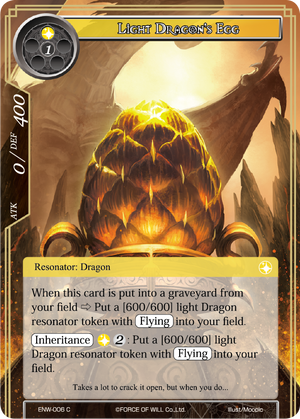 Light Dragon's Egg
1
ATK 0 / DEF 400
Resonator: Dragon
When this card is put into a graveyard from
your field ⇨ Put a [600/600] light Dragon
resonator token with Flying into your field.
Inheritance 2 : Put a [600/600]
light Dragon resonator token with Flying into
your field.
Takes a lot to crack it open, but when you do...
ENW-006 C
©FORCE OF WILL Co.,Ltd.
Illust/Moopic